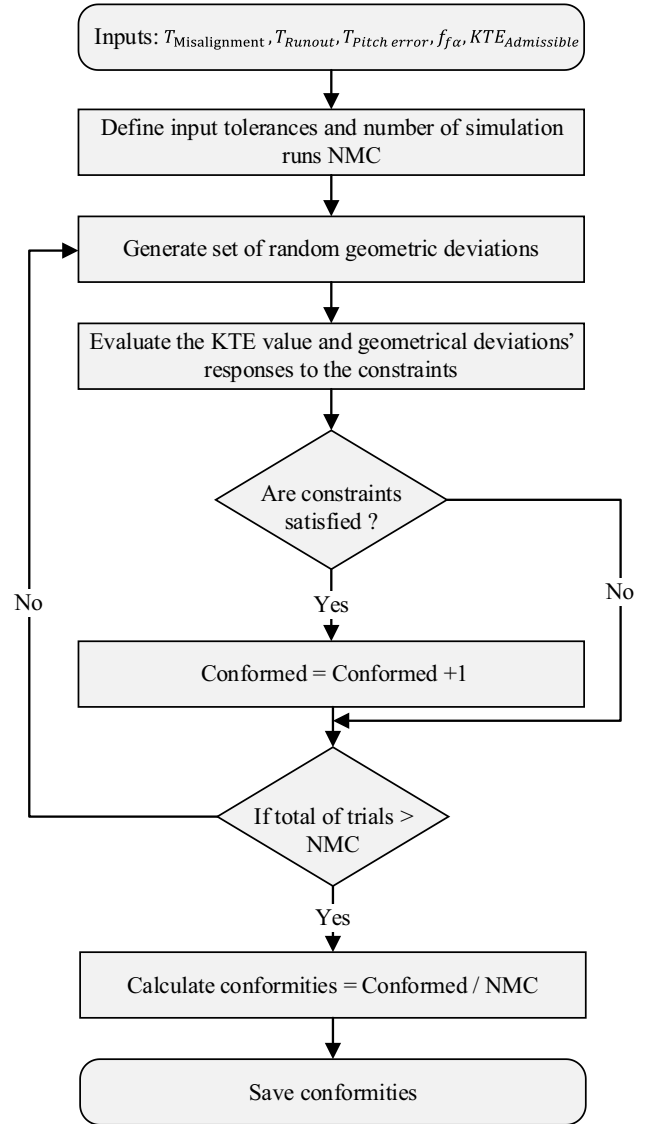 Inputs: T_Misalignment, T_Runout, T_Pitch error, f_fα, KTE_Admissible
Define input tolerances and number of simulation
runs NMC
Generate set of random geometric deviations
Evaluate the KTE value and geometrical deviations’
responses to the constraints
Are constraints
satisfied ?
No
No
Yes
Conformed = Conformed +1
If total of trials >
NMC
Yes
Calculate conformities = Conformed / NMC
Save conformities